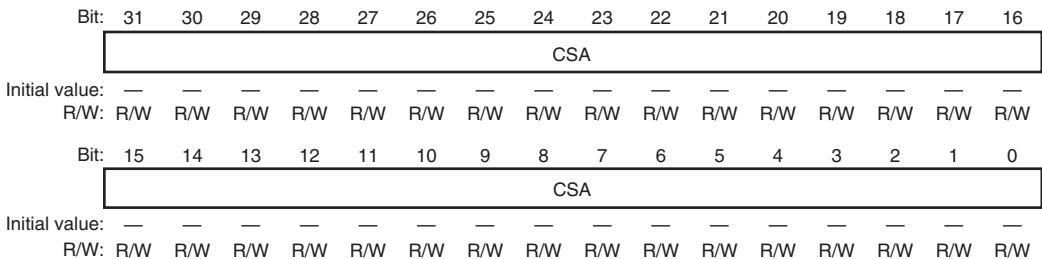 Bit: 31 30 29 28 27 26 25 24 23 22 21 20 19 18 17 16
CSA
Initial value: — — — — — — — — — — — — — — — —
R/W: R/W R/W R/W R/W R/W R/W R/W R/W R/W R/W R/W R/W R/W R/W R/W R/W
Bit: 15 14 13 12 11 10 9 8 7 6 5 4 3 2 1 0
CSA
Initial value: — — — — — — — — — — — — — — — —
R/W: R/W R/W R/W R/W R/W R/W R/W R/W R/W R/W R/W R/W R/W R/W R/W R/W